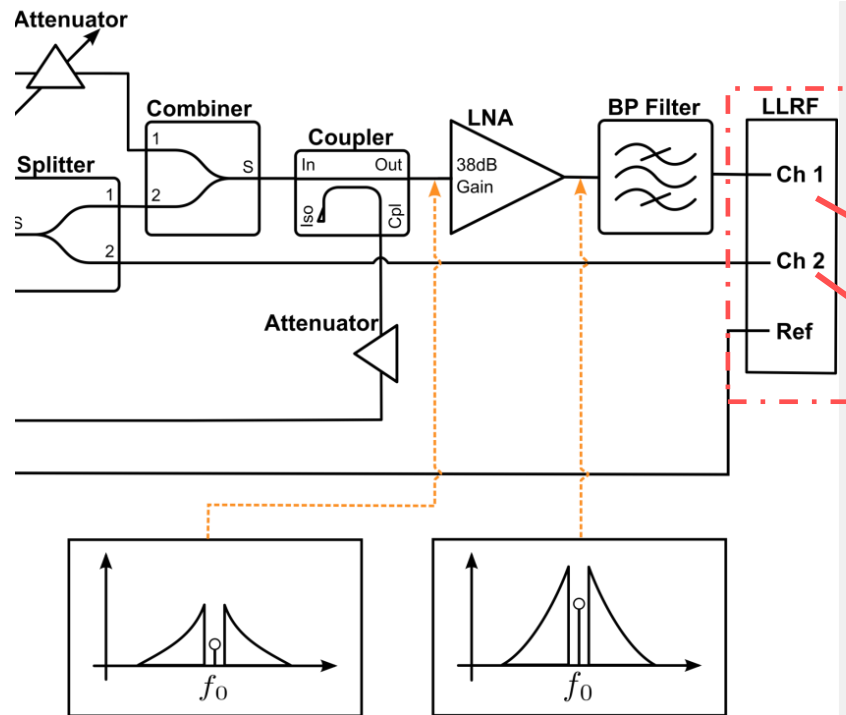 Attenuator
Combiner
1
S
2
Splitter
S
1
2
Coupler
In
Out
Iso
Cpl
LNA
38dB
Gain
BP Filter
LLRF
Ch 1
Ch 2
Ref
Attenuator
f0
f0